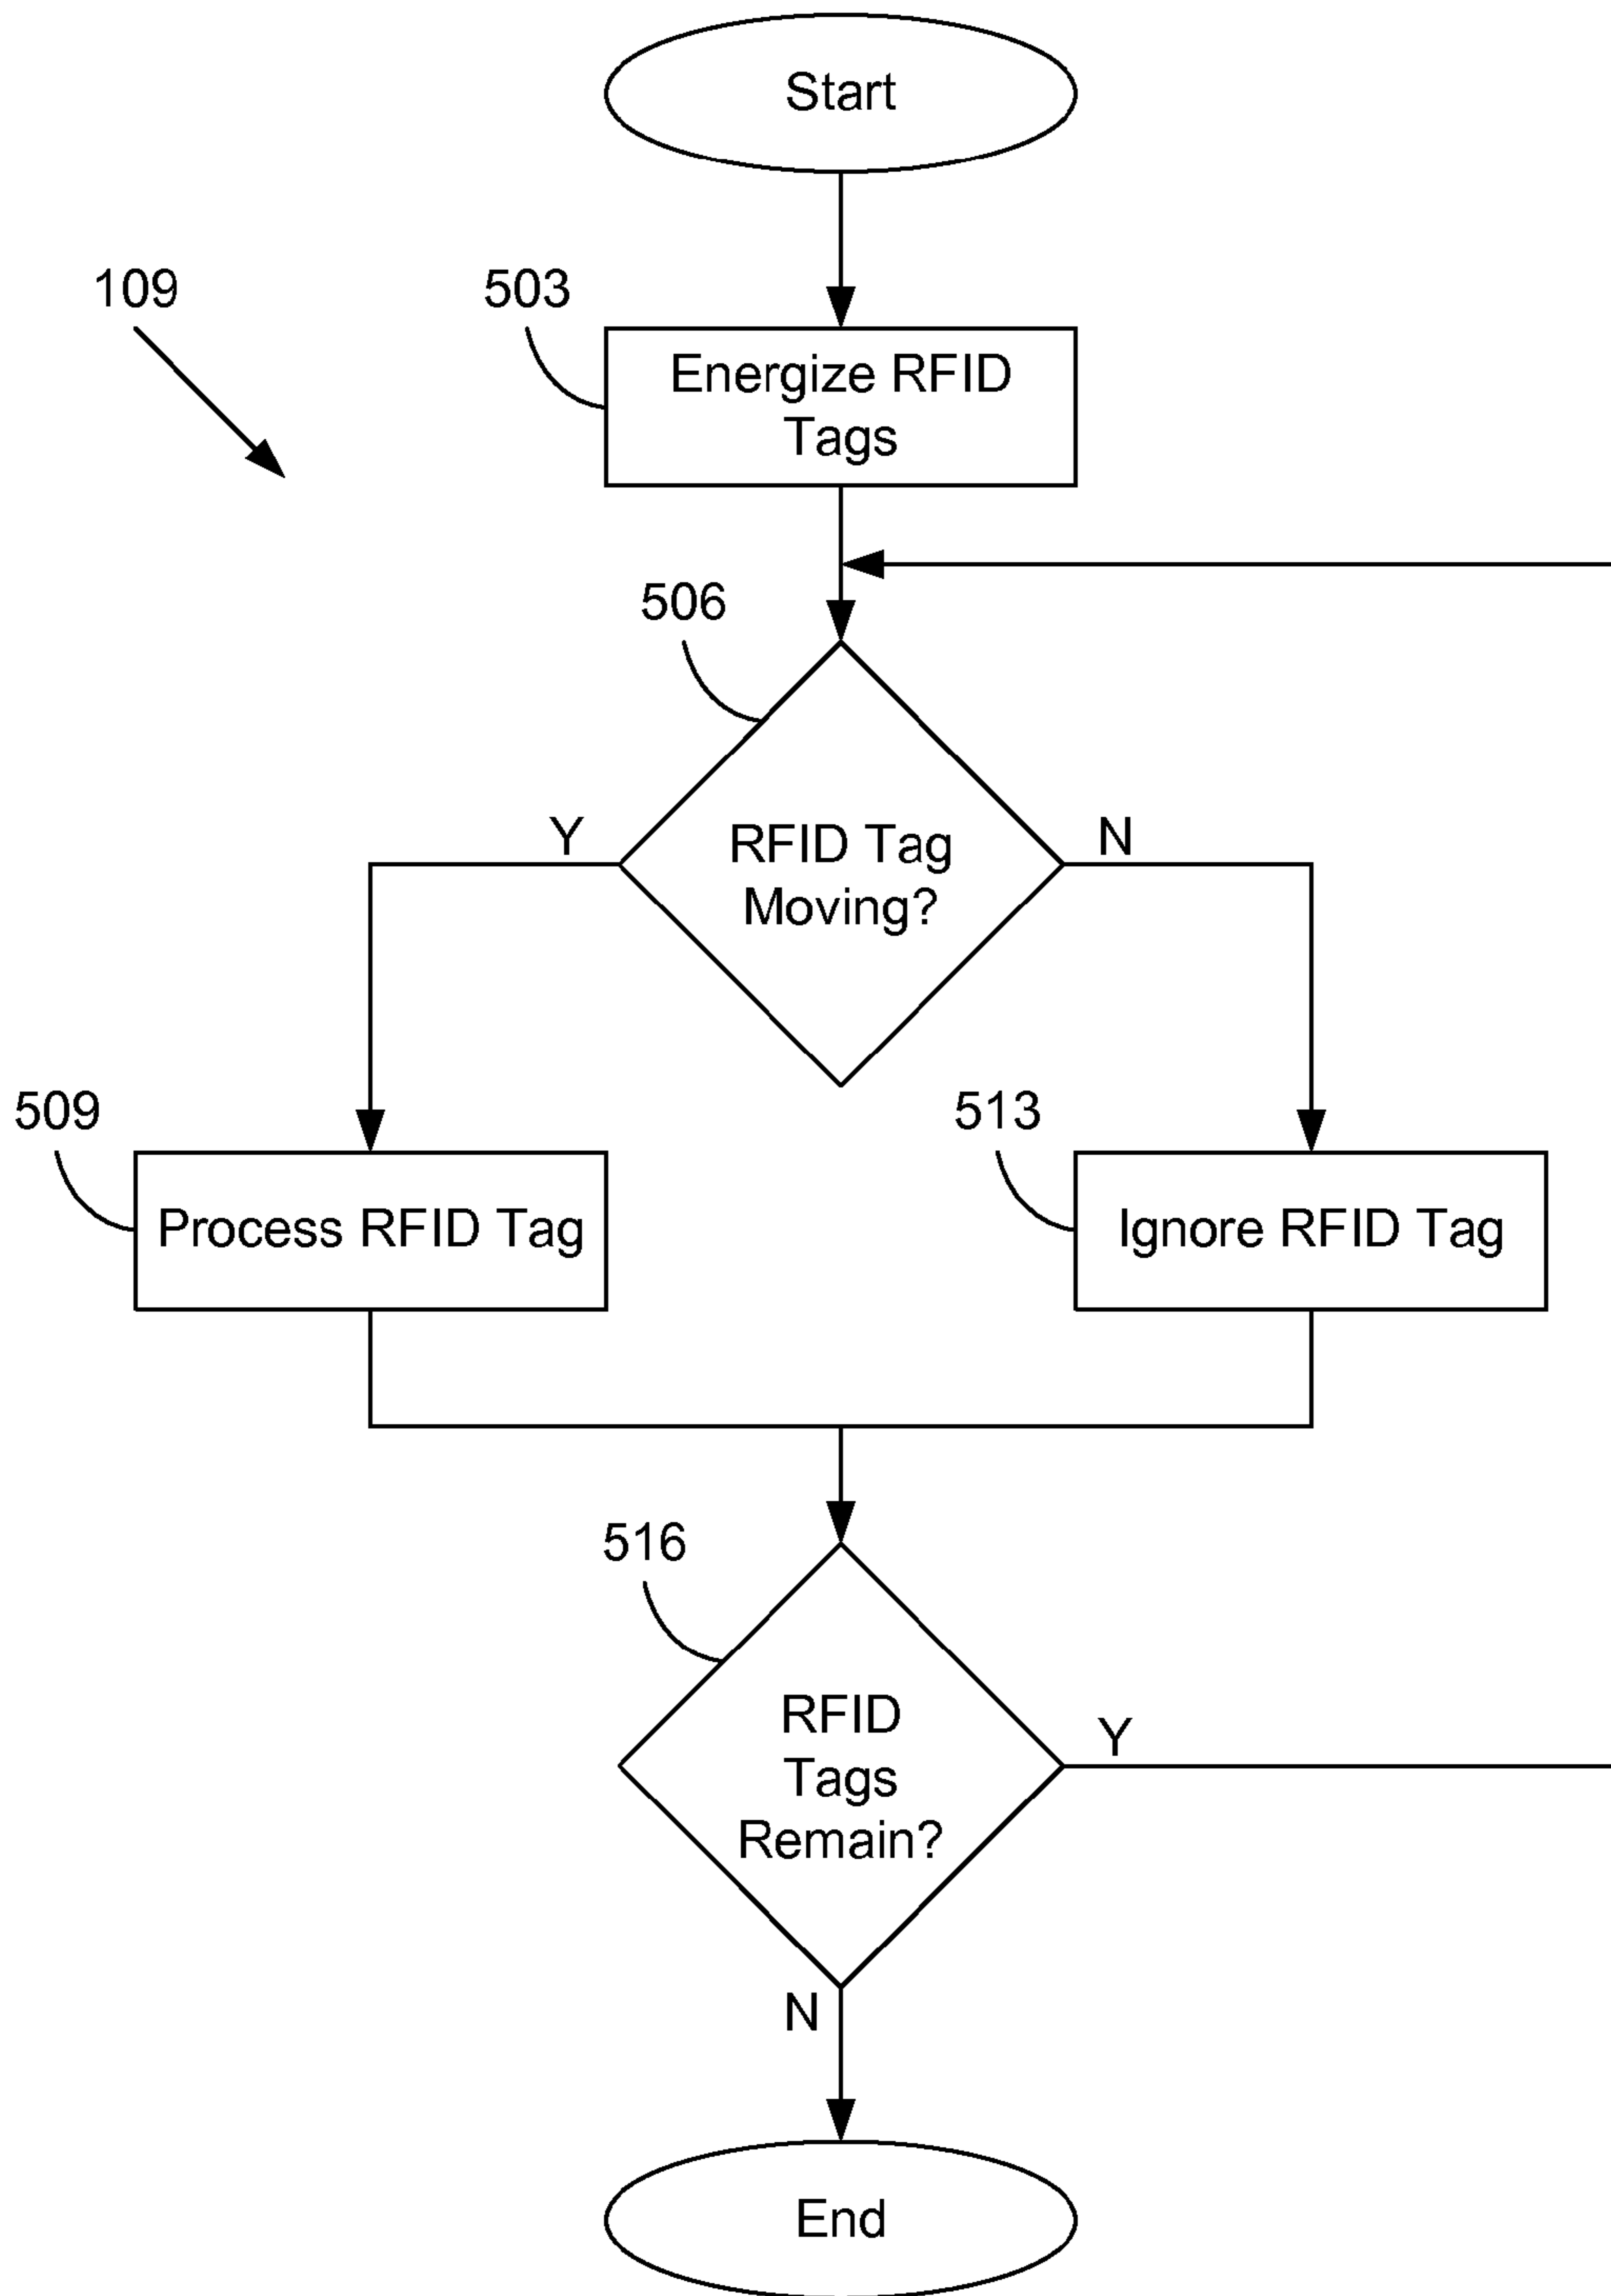 Start
109
503
Energize RFID
Tags
506
Y
N
RFID Tag
Moving?
509
513
Process RFID Tag
Ignore RFID Tag
516
RFID
Tags
Remain?
Y
N
End